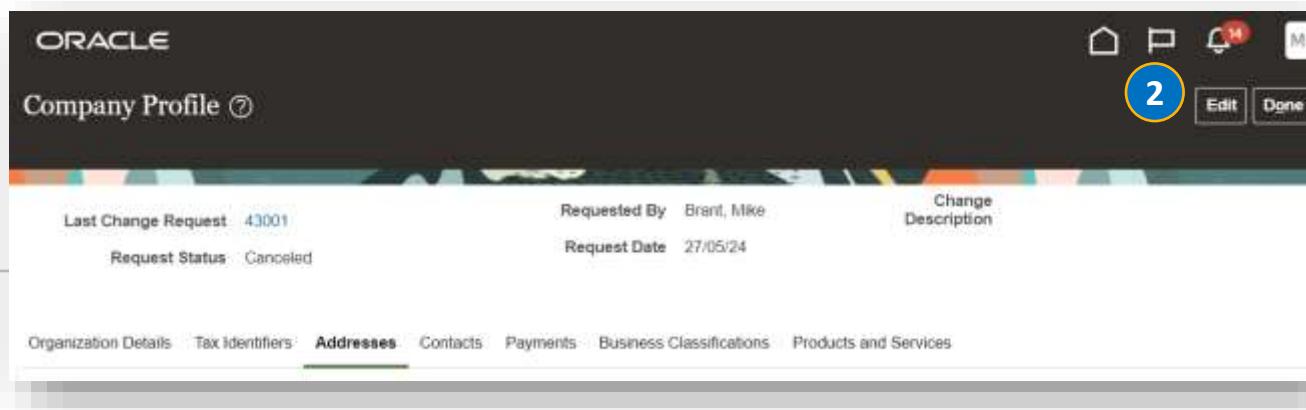 ORACLE
14
M
Company Profile ?
2
Edit Done
Last Change Request 43001
Requested By Brant, Mike
Change Description
Request Status Canceled
Request Date 27/05/24
Organization Details Tax Identifiers Addresses Contacts Payments Business Classifications Products and Services